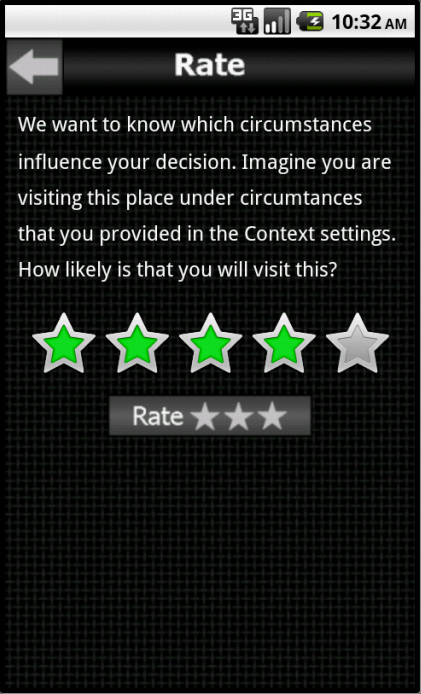 3G 10:32 AM
Rate
We want to know which circumstances
influence your decision. Imagine you are
visiting this place under circumtances
that you provided in the Context settings.
How likely is that you will visit this?
Rate